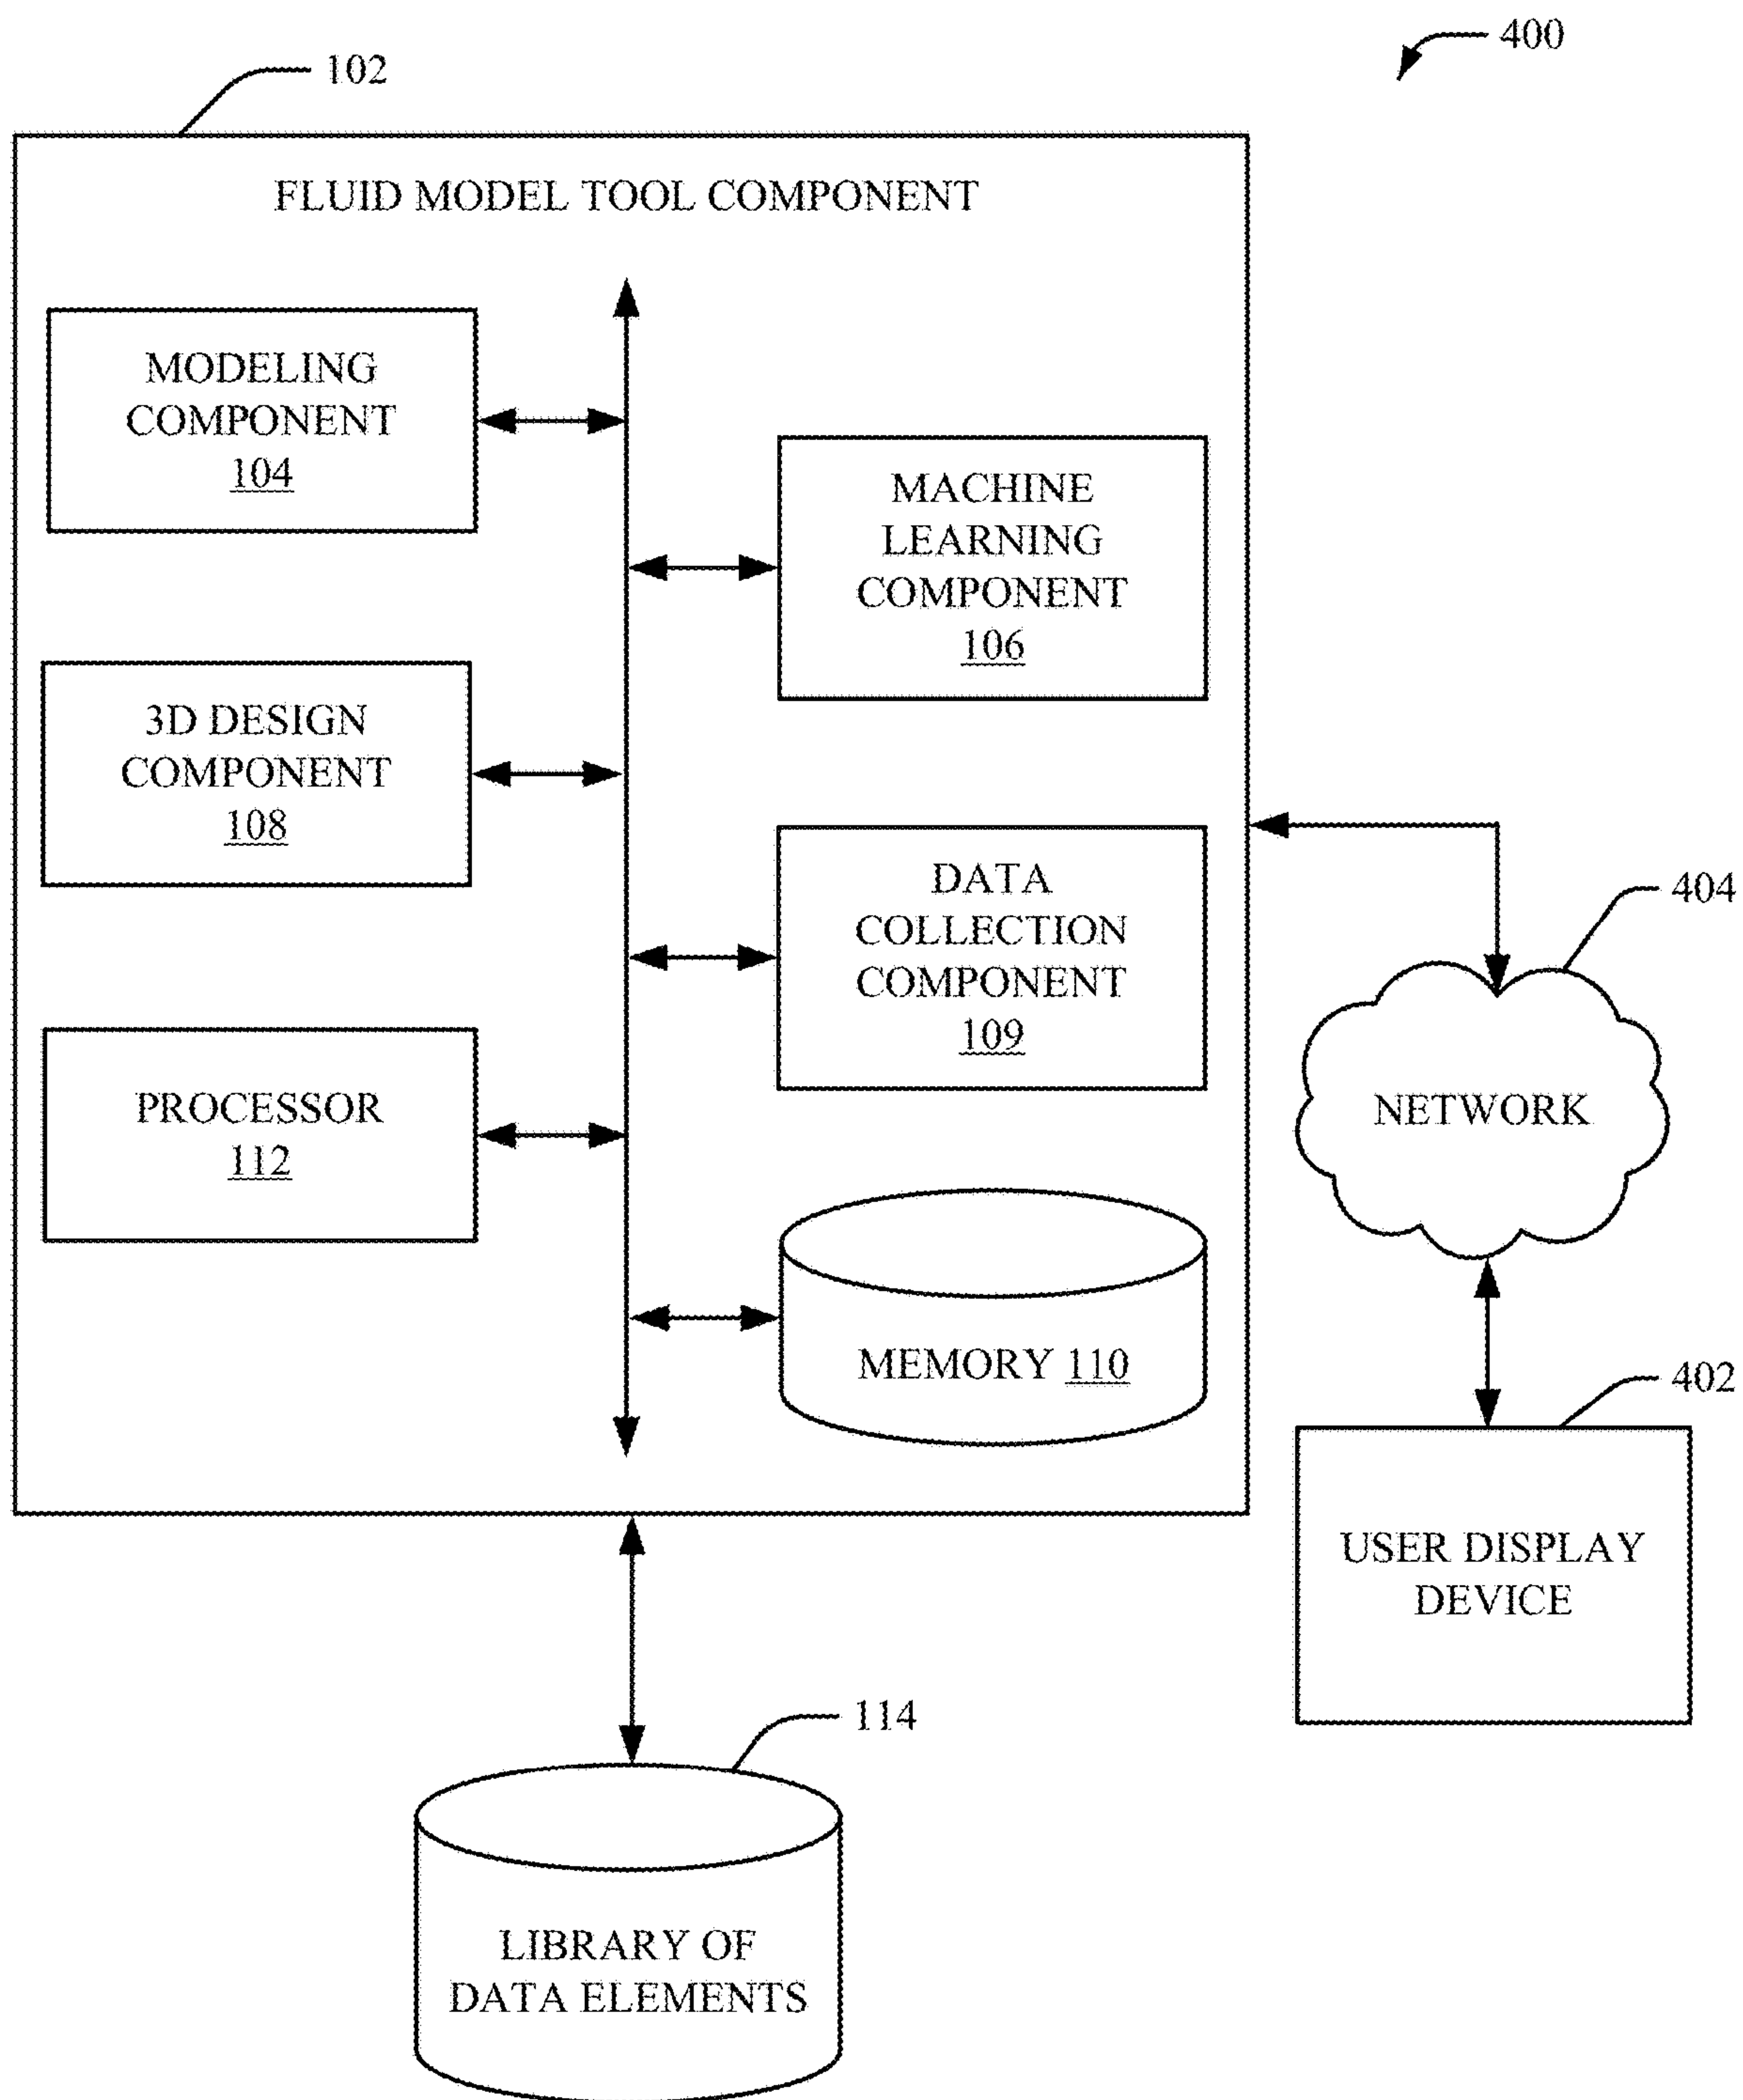 400
102
FLUID MODEL TOOL COMPONENT
MODELING
COMPONENT
104
MACHINE
LEARNING
COMPONENT
106
3D DESIGN
COMPONENT
108
DATA
COLLECTION
COMPONENT
109
404
NETWORK
PROCESSOR
112
MEMORY 110
402
USER DISPLAY
DEVICE
114
LIBRARY OF
DATA ELEMENTS